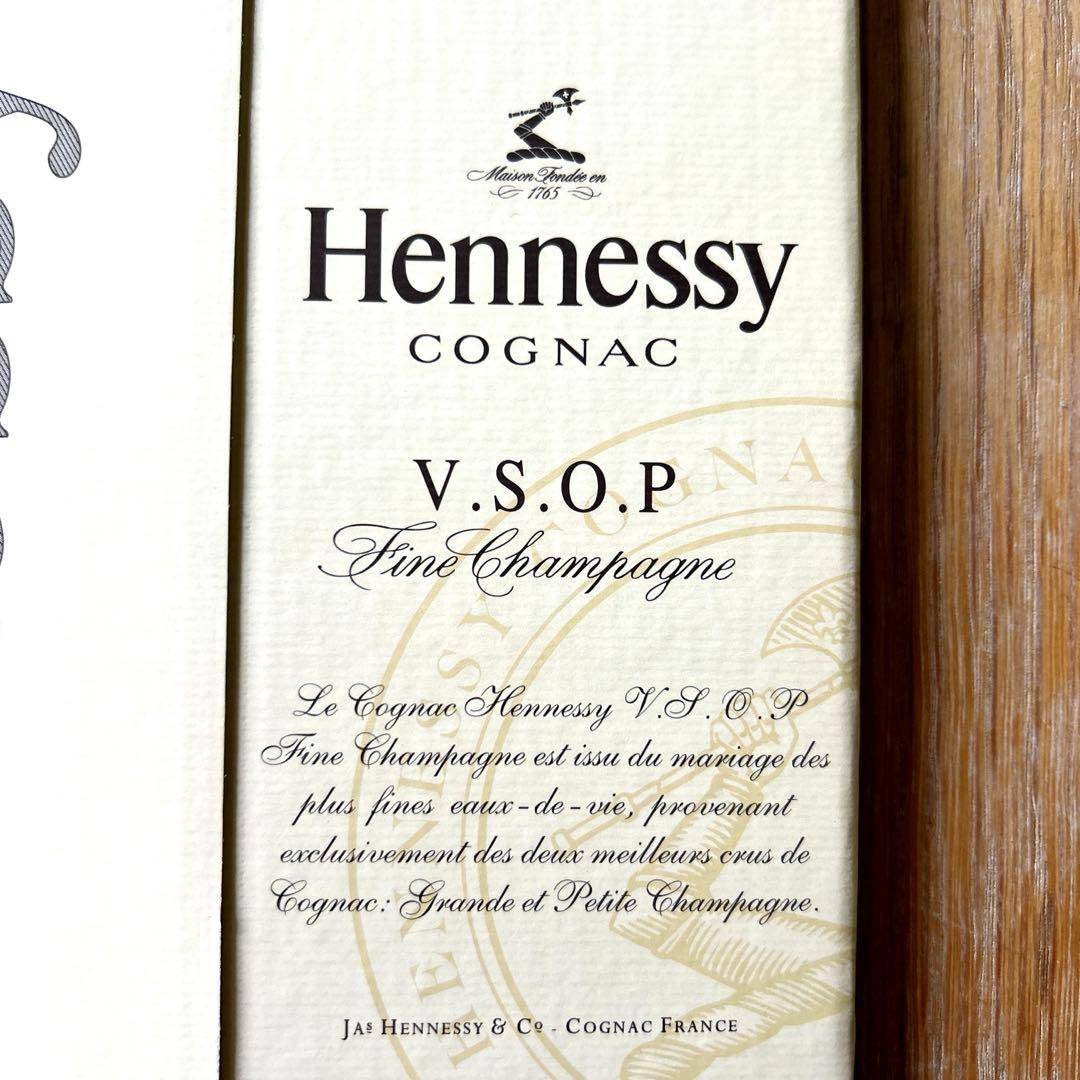 Maison Fondée en
1765
Hennessy
COGNAC
V.S.O.P
Fine Champagne
Le Cognac Hennessy V.S.O.P
Fine Champagne est issu du mariage des
plus fines eaux-de-vie, provenant
exclusivement des deux meilleurs crus de
Cognac: Grande et Petite Champagne.
JAs HENNESSY & Co - COGNAC FRANCE
HENNESSY COGNA